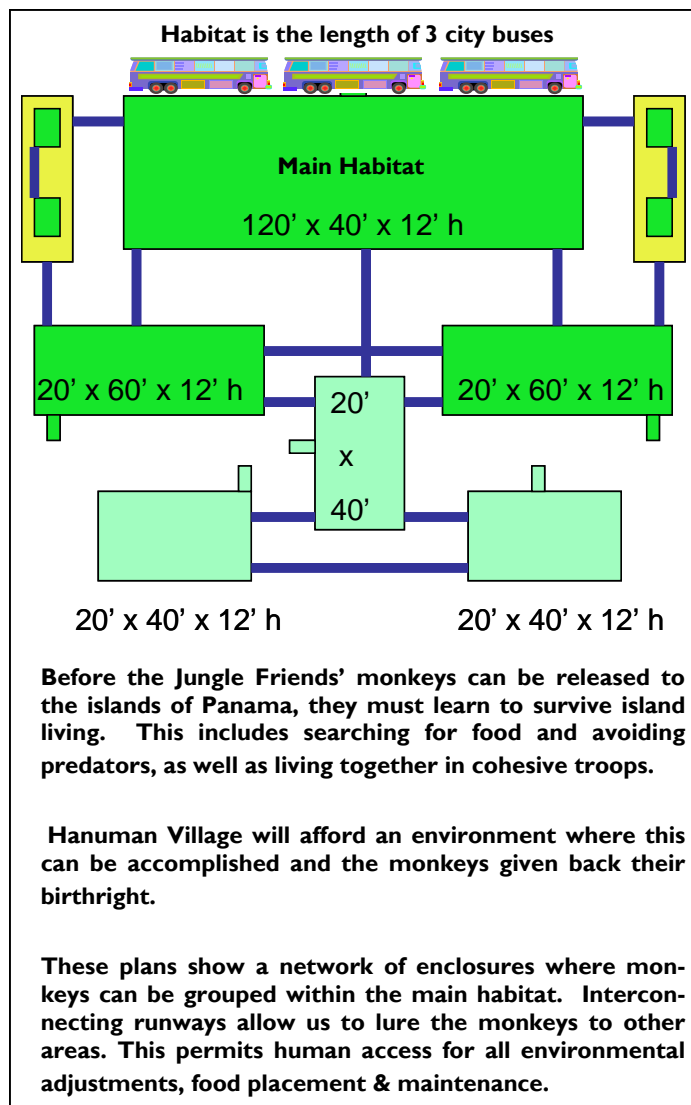 Habitat is the length of 3 city buses
Main Habitat
120’ x 40’ x 12’ h
20’ x 60’ x 12’ h
20’ x 60’ x 12’ h
20’
x
40’
20’ x 40’ x 12’ h
20’ x 40’ x 12’ h
Before the Jungle Friends’ monkeys can be released to
the islands of Panama, they must learn to survive island
living. This includes searching for food and avoiding
predators, as well as living together in cohesive troops.
Hanuman Village will afford an environment where this
can be accomplished and the monkeys given back their
birthright.
These plans show a network of enclosures where mon-
keys can be grouped within the main habitat. Intercon-
necting runways allow us to lure the monkeys to other
areas. This permits human access for all environmental
adjustments, food placement & maintenance.